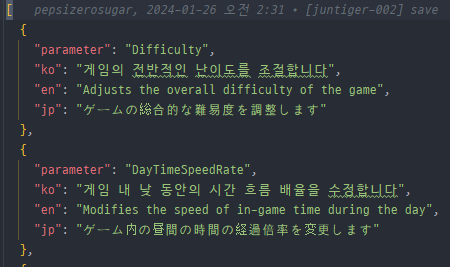 [ pepsizerosugar, 2024-01-26 오전 2:31 • [juntiger-002] save
{
"parameter": "Difficulty",
"ko": "게임의 전반적인 난이도를 조절합니다",
"en": "Adjusts the overall difficulty of the game",
"jp": "ゲームの総合的な難易度を調整します"
},
{
"parameter": "DayTimeSpeedRate",
"ko": "게임 내 낮 동안의 시간 흐름 배율을 수정합니다",
"en": "Modifies the speed of in-game time during the day",
"jp": "ゲーム内の昼間の時間の経過倍率を変更します"
},